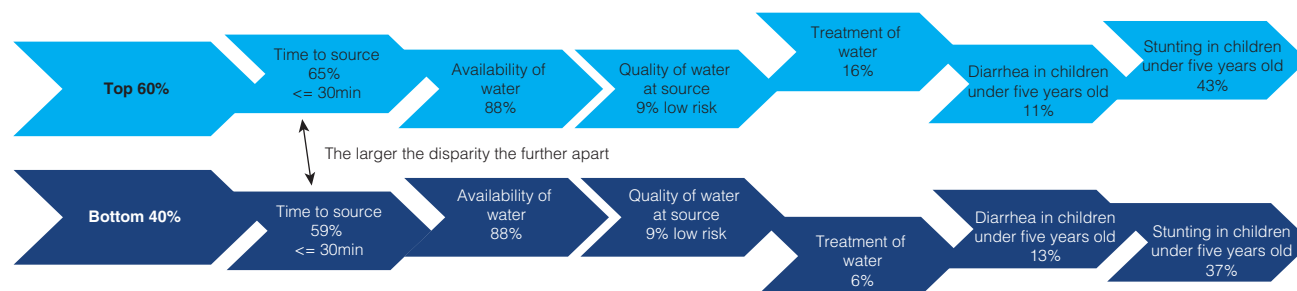 Top 60%
Time to source
65%
<= 30min
Availability of
water
88%
Quality of water
at source
9% low risk
Treatment of
water
16%
Diarrhea in children
under five years old
11%
Stunting in children
under five years old
43%
The larger the disparity the further apart
Bottom 40%
Time to source
59%
<= 30min
Availability of
water
88%
Quality of water
at source
9% low risk
Treatment of
water
6%
Diarrhea in children
under five years old
13%
Stunting in children
under five years old
37%